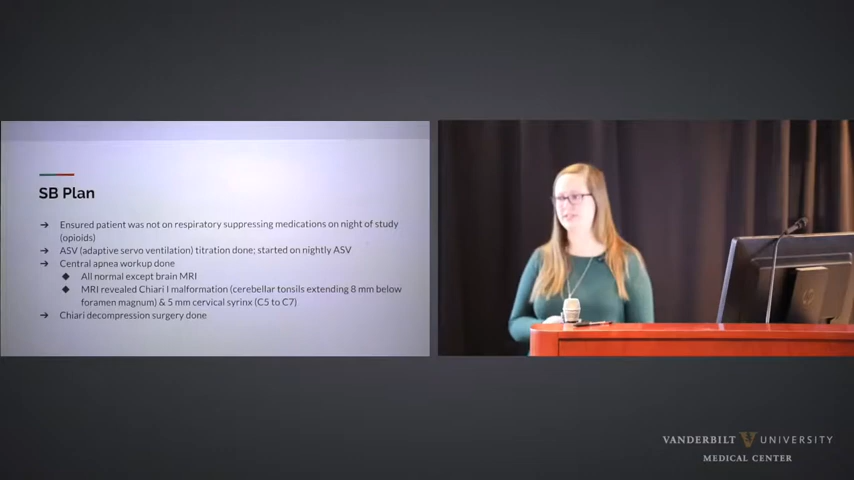 SB Plan
➔ Ensured patient was not on respiratory suppressing medications on night of study
(opioids)
➔ ASV (adaptive servo ventilation) titration done; started on nightly ASV
➔ Central apnea workup done
◆ All normal except brain MRI
◆ MRI revealed Chiari I malformation (cerebellar tonsils extending 8 mm below
foramen magnum) & 5 mm cervical syrinx (C5 to C7)
➔ Chiari decompression surgery done
VANDERBILT V UNIVERSITY
MEDICAL CENTER